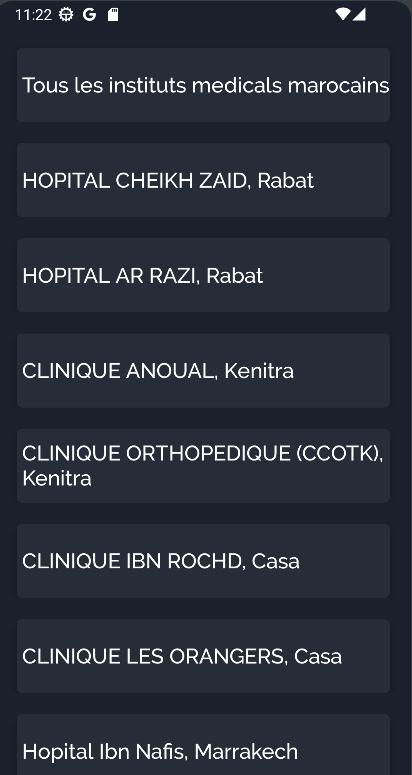 11:22
Tous les instituts medicals marocains
HOPITAL CHEIKH ZAID, Rabat
HOPITAL AR RAZI, Rabat
CLINIQUE ANOUAL, Kenitra
CLINIQUE ORTHOPEDIQUE (CCOTK),
Kenitra
CLINIQUE IBN ROCHD, Casa
CLINIQUE LES ORANGERS, Casa
Hopital Ibn Nafis, Marrakech